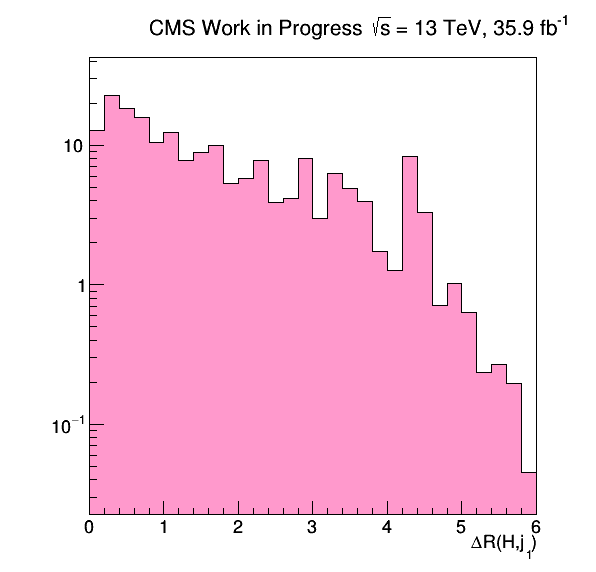 CMS Work in Progress √s = 13 TeV, 35.9 fb⁻¹
10
1
10⁻¹
0 1 2 3 4 5 6
ΔR(H,j₁)